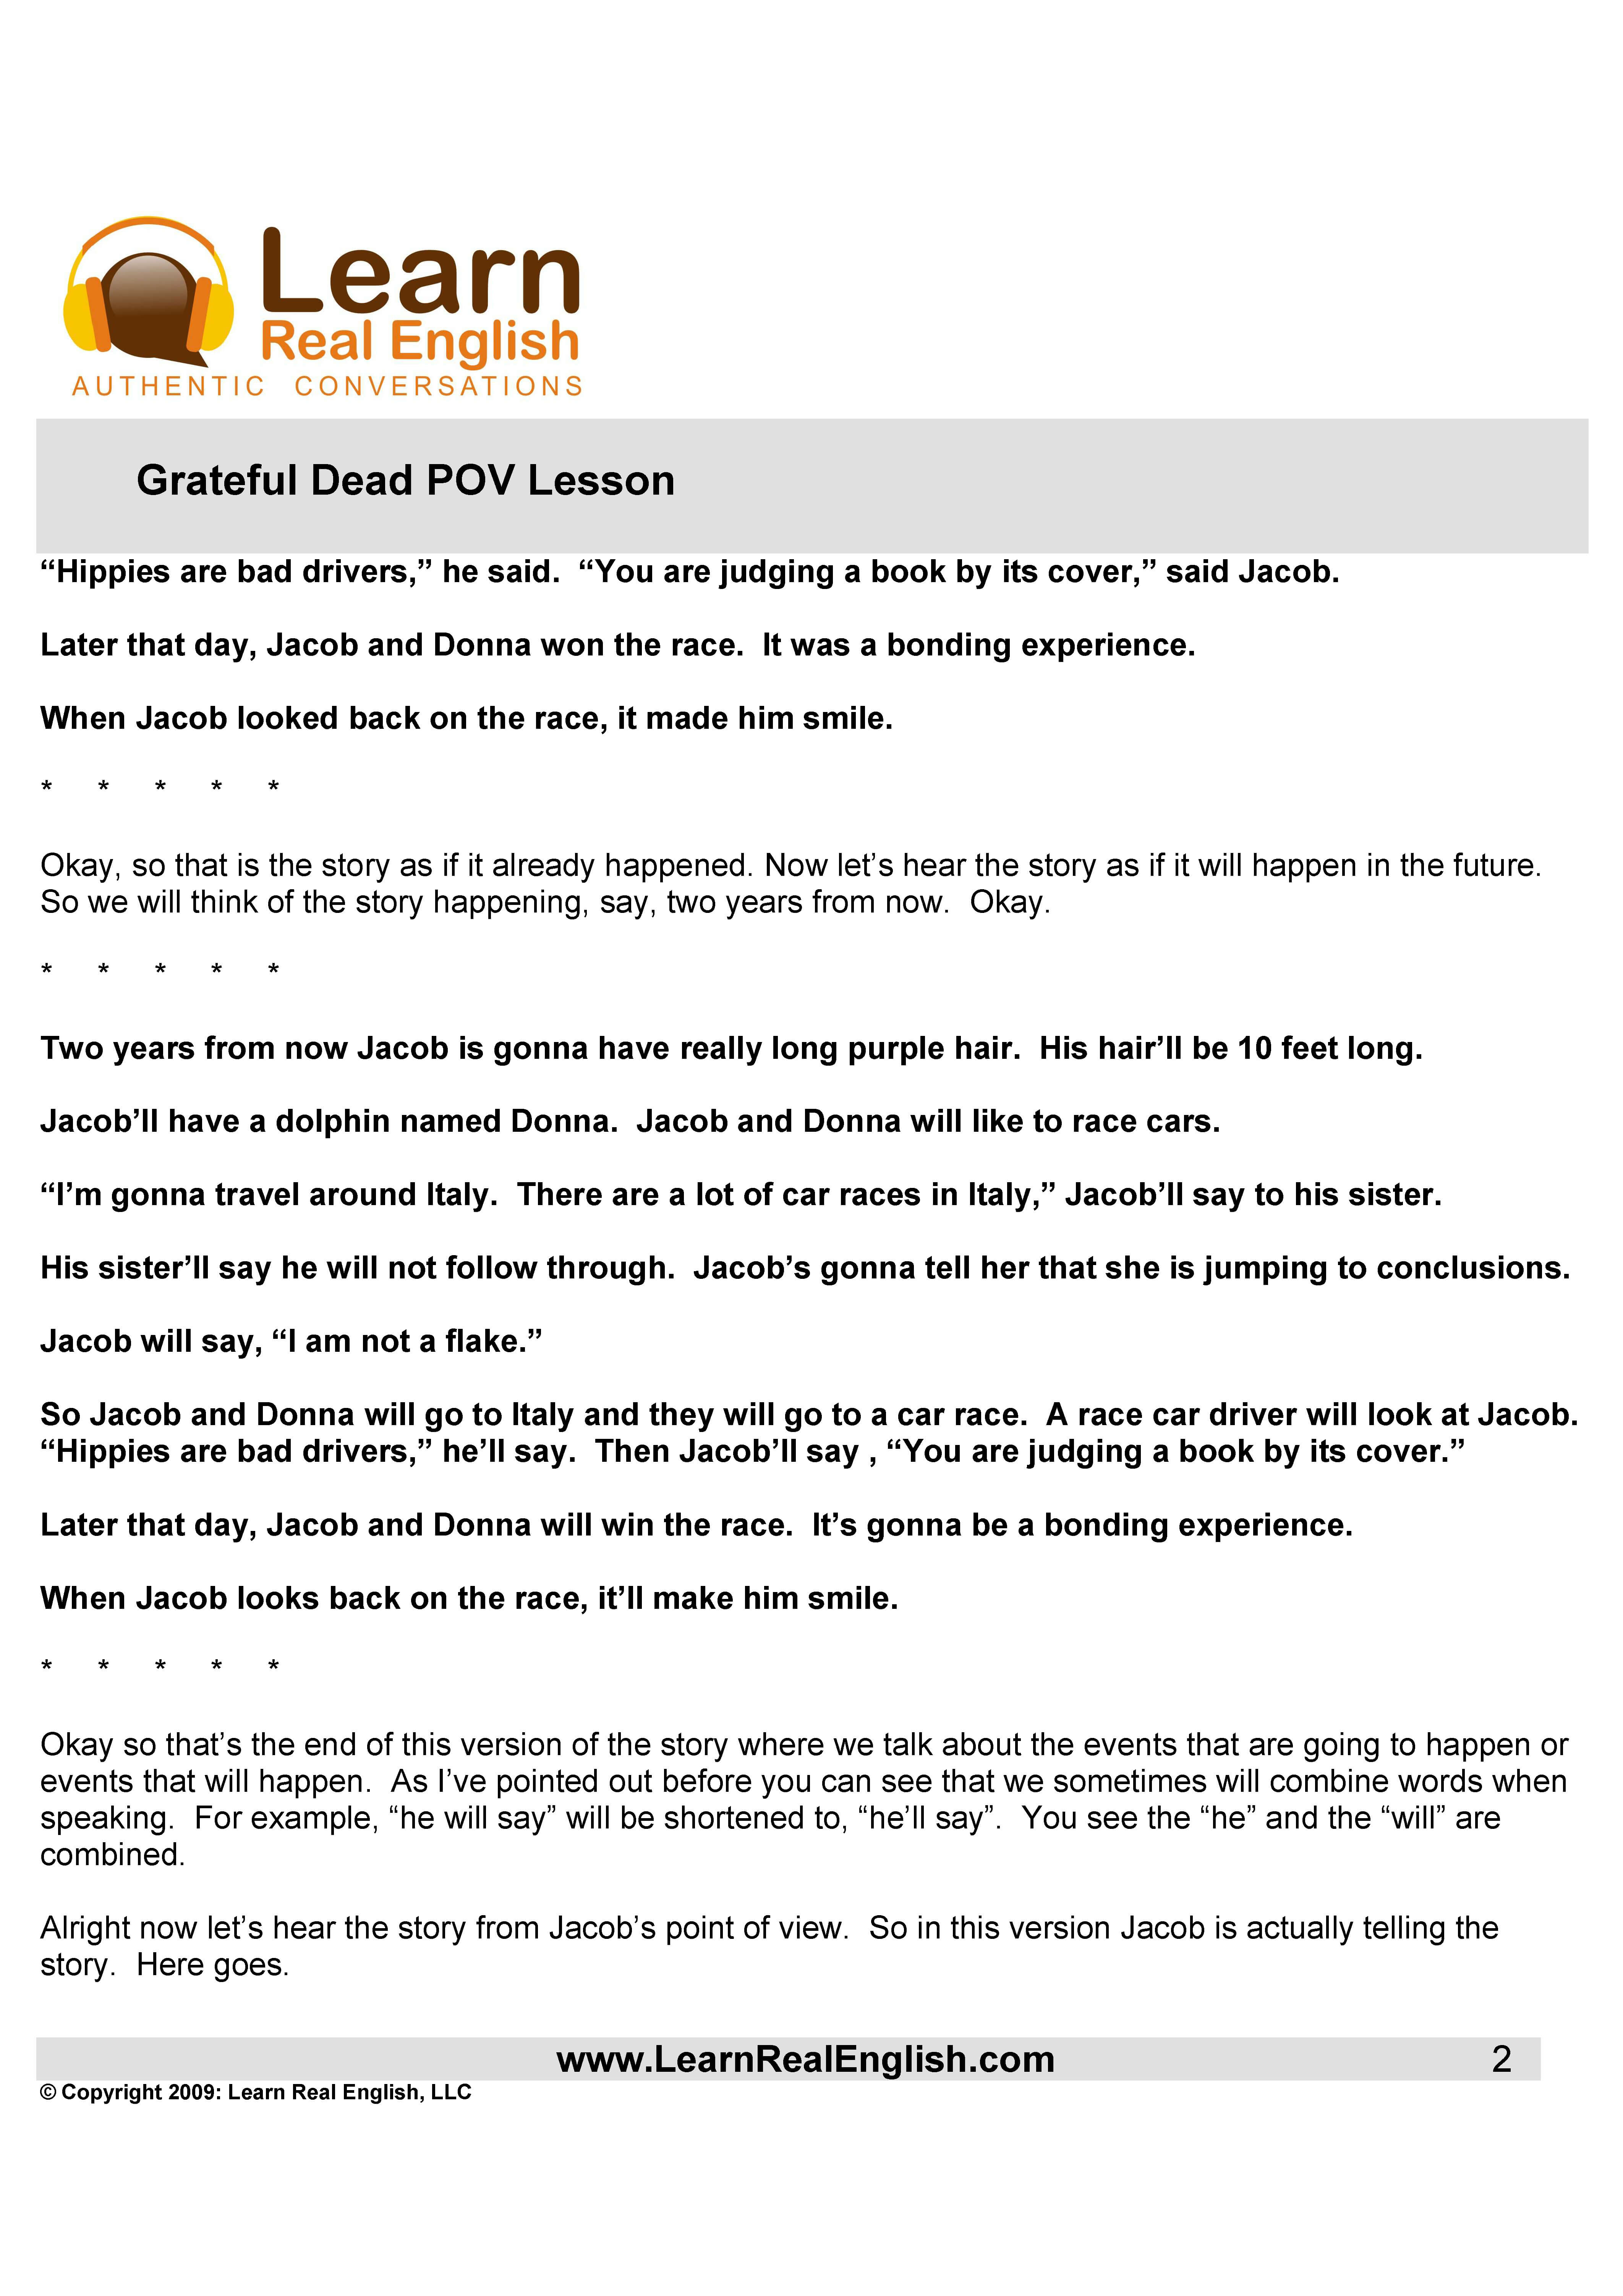 Learn
Real English
AUTHENTIC CONVERSATIONS
Grateful Dead POV Lesson
“Hippies are bad drivers,” he said.  “You are judging a book by its cover,” said Jacob.
Later that day, Jacob and Donna won the race.  It was a bonding experience.
When Jacob looked back on the race, it made him smile.
* * * * *
Okay, so that is the story as if it already happened. Now let’s hear the story as if it will happen in the future.
So we will think of the story happening, say, two years from now.  Okay.
* * * * *
Two years from now Jacob is gonna have really long purple hair.  His hair’ll be 10 feet long.
Jacob’ll have a dolphin named Donna.  Jacob and Donna will like to race cars.
“I’m gonna travel around Italy.  There are a lot of car races in Italy,” Jacob’ll say to his sister.
His sister’ll say he will not follow through.  Jacob’s gonna tell her that she is jumping to conclusions.
Jacob will say, “I am not a flake.”
So Jacob and Donna will go to Italy and they will go to a car race.  A race car driver will look at Jacob.
“Hippies are bad drivers,” he’ll say.  Then Jacob’ll say , “You are judging a book by its cover.”
Later that day, Jacob and Donna will win the race.  It’s gonna be a bonding experience.
When Jacob looks back on the race, it’ll make him smile.
* * * * *
Okay so that’s the end of this version of the story where we talk about the events that are going to happen or
events that will happen.  As I’ve pointed out before you can see that we sometimes will combine words when
speaking.  For example, “he will say” will be shortened to, “he’ll say”.  You see the “he” and the “will” are
combined.
Alright now let’s hear the story from Jacob’s point of view.  So in this version Jacob is actually telling the
story.  Here goes.
www.LearnRealEnglish.com 2
© Copyright 2009: Learn Real English, LLC